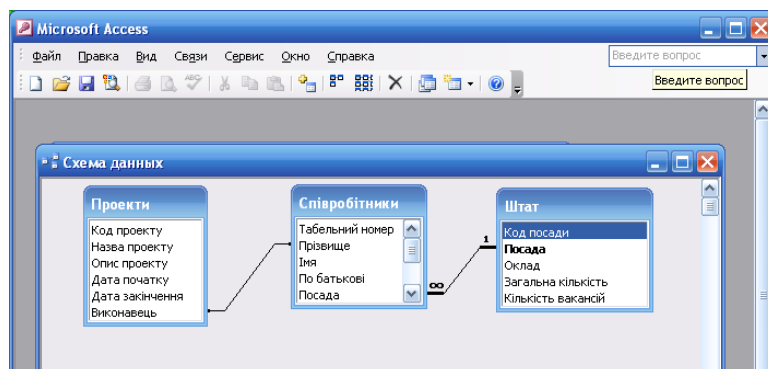 Microsoft Access
Файл Правка Вид Связи Сервис Окно Справка
Введите вопрос
Введите вопрос
Схема данных
Проекти
Код проекту
Назва проекту
Опис проекту
Дата початку
Дата закінчення
Виконавець
Співробітники
Табельний номер
Прізвище
Імя
По батькові
Посада
∞
1
Штат
Код посади
Посада
Оклад
Загальна кількість
Кількість вакансій